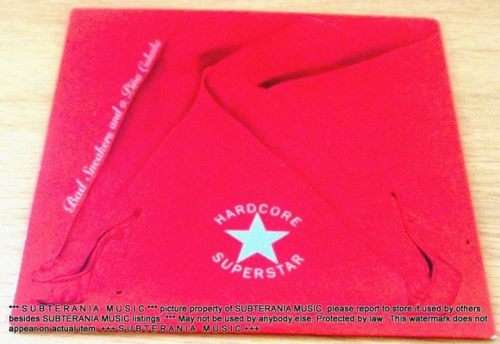 Bad Sneakers and a Piña Colada
HARDCORE
SUPERSTAR
*** S U B T E R A N I A   M U S I C *** picture property of SUBTERANIA MUSIC  please report to store if used by others
besides SUBTERANIA MUSIC listings. *** May not be used by anybody else. Protected by law.  This watermark does not
appear on actual item. +++ S U B T E R A N I A   M U S I C +++